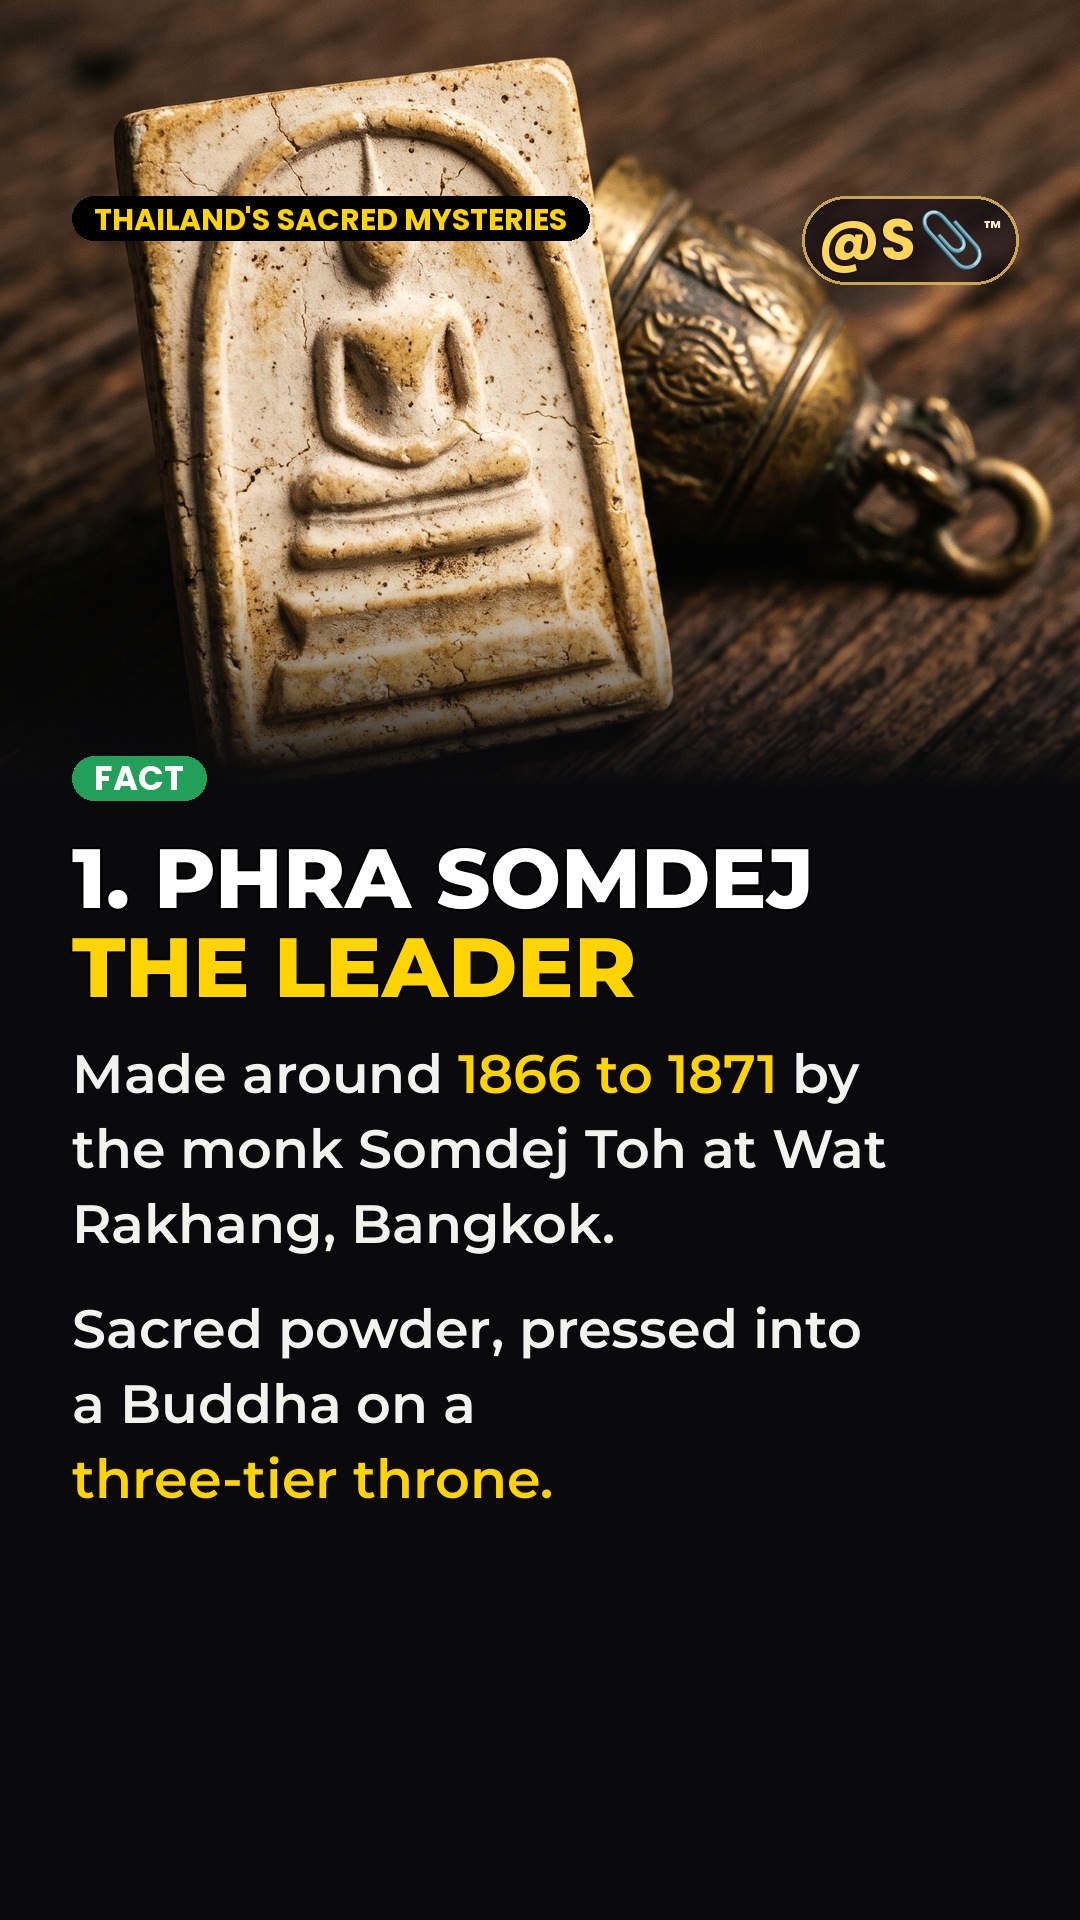 THAILAND'S SACRED MYSTERIES
@S📎™
FACT
1. PHRA SOMDEJ
THE LEADER
Made around 1866 to 1871 by
the monk Somdej Toh at Wat
Rakhang, Bangkok.
Sacred powder, pressed into
a Buddha on a
three-tier throne.